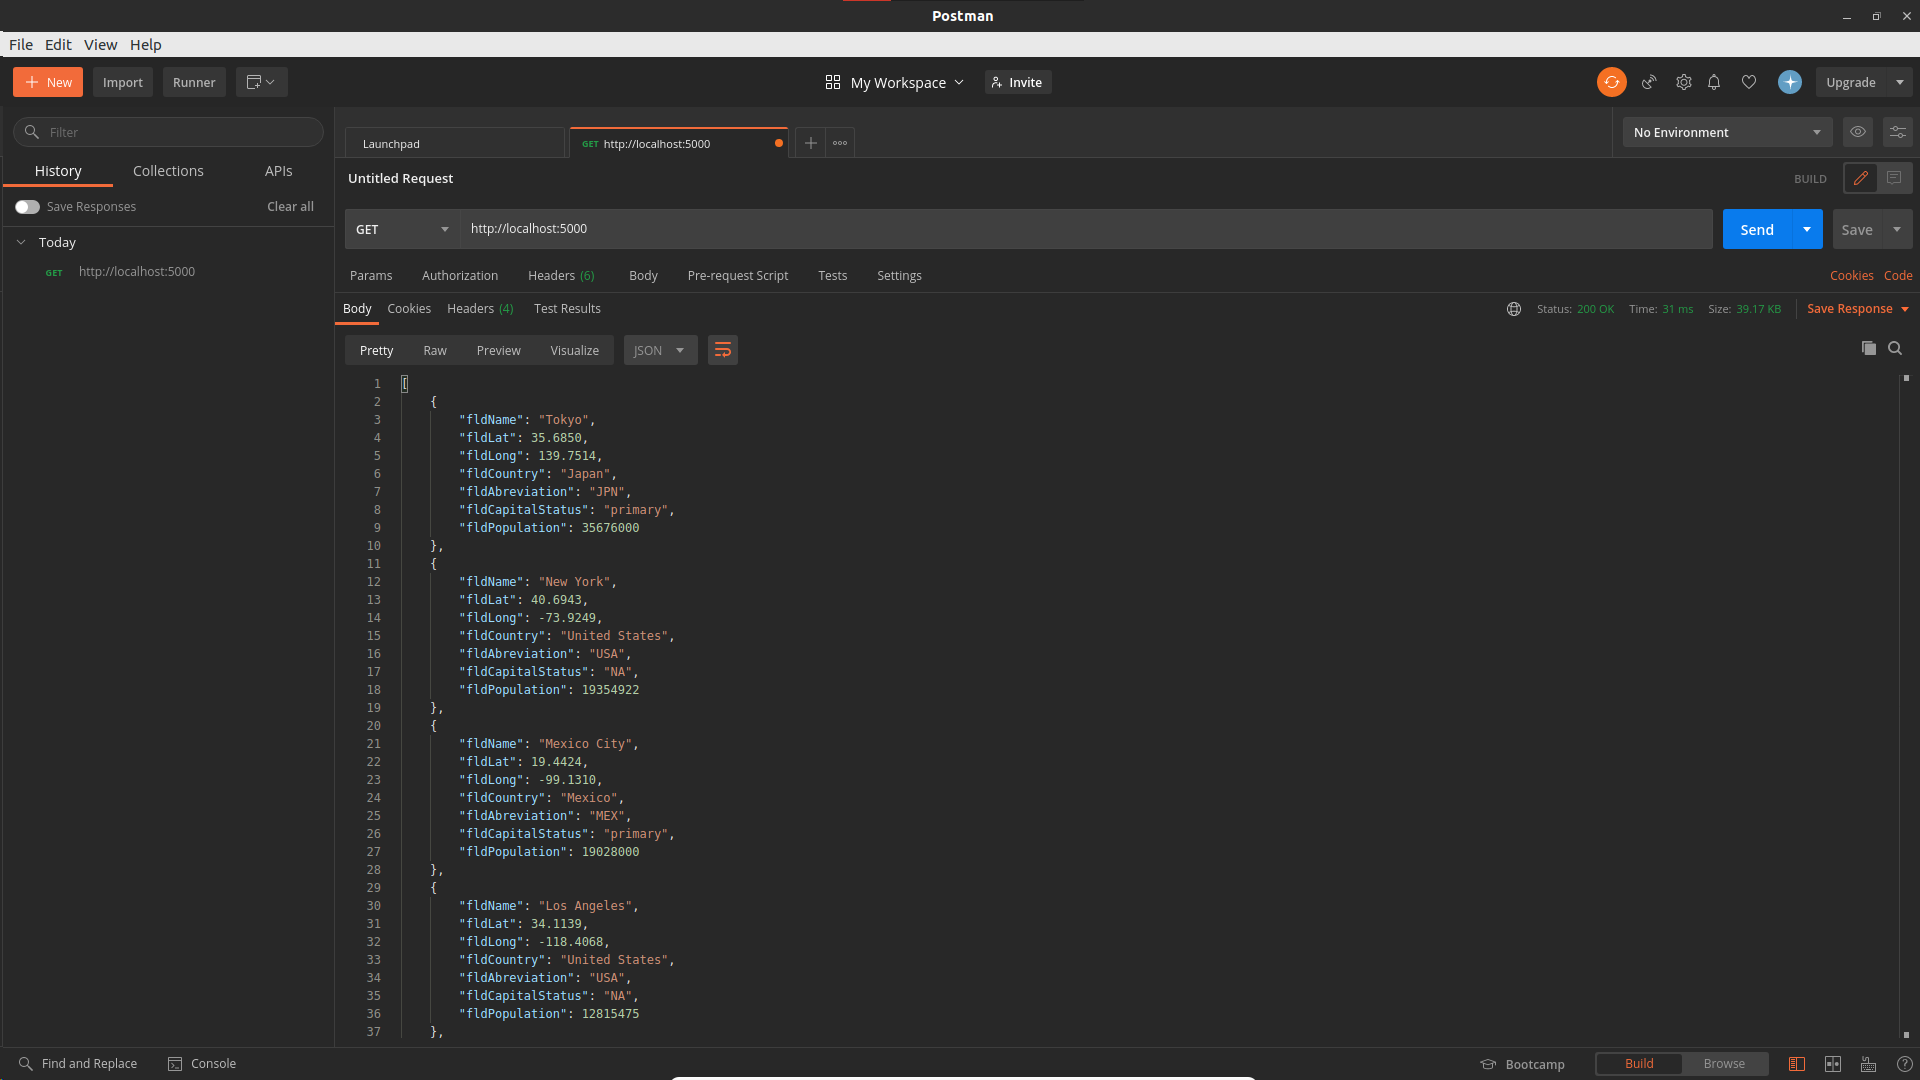 Postman
File Edit View Help
New Import Runner My Workspace Invite Upgrade
Filter
History Collections APIs
Save Responses Clear all
Today
GET http://localhost:5000
Launchpad GET http://localhost:5000 No Environment
Untitled Request BUILD
GET http://localhost:5000 Send Save
Params Authorization Headers (6) Body Pre-request Script Tests Settings Cookies Code
Body Cookies Headers (4) Test Results Status: 200 OK Time: 31 ms Size: 39.17 KB Save Response
Pretty Raw Preview Visualize JSON
1 [
2 {
3 "fldName": "Tokyo",
4 "fldLat": 35.6850,
5 "fldLong": 139.7514,
6 "fldCountry": "Japan",
7 "fldAbreviation": "JPN",
8 "fldCapitalStatus": "primary",
9 "fldPopulation": 35676000
10 },
11 {
12 "fldName": "New York",
13 "fldLat": 40.6943,
14 "fldLong": -73.9249,
15 "fldCountry": "United States",
16 "fldAbreviation": "USA",
17 "fldCapitalStatus": "NA",
18 "fldPopulation": 19354922
19 },
20 {
21 "fldName": "Mexico City",
22 "fldLat": 19.4424,
23 "fldLong": -99.1310,
24 "fldCountry": "Mexico",
25 "fldAbreviation": "MEX",
26 "fldCapitalStatus": "primary",
27 "fldPopulation": 19028000
28 },
29 {
30 "fldName": "Los Angeles",
31 "fldLat": 34.1139,
32 "fldLong": -118.4068,
33 "fldCountry": "United States",
34 "fldAbreviation": "USA",
35 "fldCapitalStatus": "NA",
36 "fldPopulation": 12815475
37 },
Find and Replace Console Bootcamp Build Browse